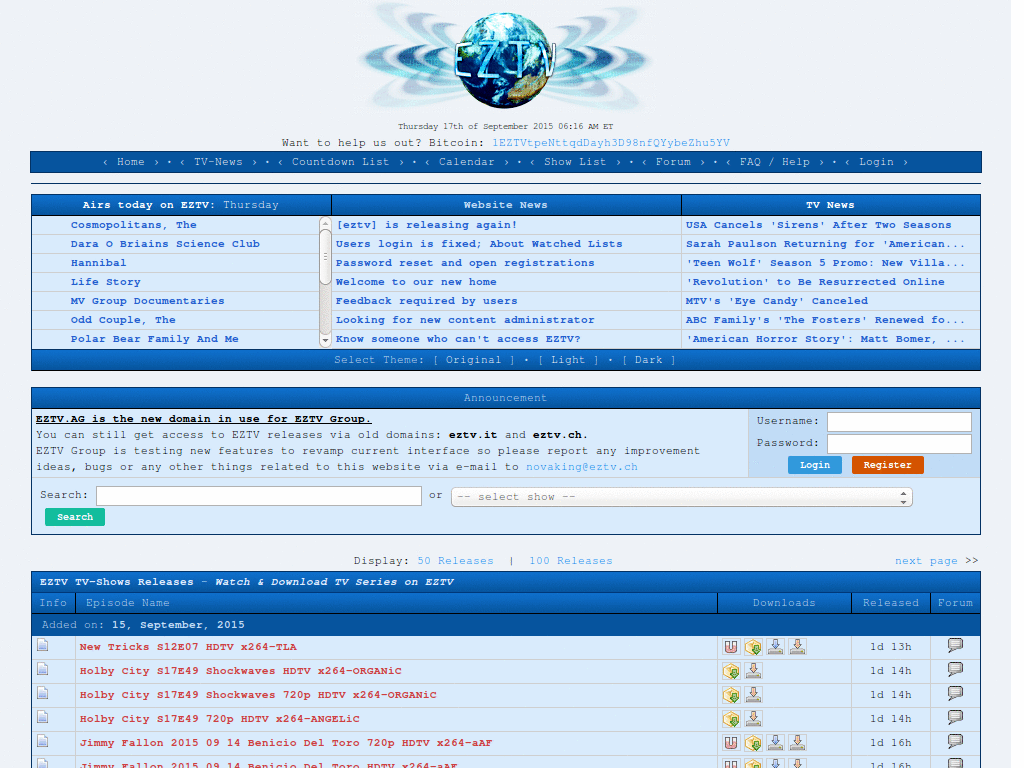 EZTV
Thursday 17th of September 2015 06:16 AM ET
Want to help us out? Bitcoin: 1EZTVtpeNttqdDayh3D98nfQYybeZhu5YV
‹ Home › • ‹ TV-News › • ‹ Countdown List › • ‹ Calendar › • ‹ Show List › • ‹ Forum › • ‹ FAQ / Help › • ‹ Login ›
Airs today on EZTV: Thursday
Cosmopolitans, The
Dara O Briains Science Club
Hannibal
Life Story
MV Group Documentaries
Odd Couple, The
Polar Bear Family And Me
Website News
[eztv] is releasing again!
Users login is fixed; About Watched Lists
Password reset and open registrations
Welcome to our new home
Feedback required by users
Looking for new content administrator
Know someone who can't access EZTV?
TV News
USA Cancels 'Sirens' After Two Seasons
Sarah Paulson Returning for 'American...
'Teen Wolf' Season 5 Promo: New Villa...
'Revolution' to Be Resurrected Online
MTV's 'Eye Candy' Canceled
ABC Family's 'The Fosters' Renewed fo...
'American Horror Story': Matt Bomer, ...
Select Theme: [ Original ] • [ Light ] • [ Dark ]
Announcement
EZTV.AG is the new domain in use for EZTV Group.
You can still get access to EZTV releases via old domains: eztv.it and eztv.ch.
EZTV Group is testing new features to revamp current interface so please report any improvement
ideas, bugs or any other things related to this website via e-mail to novaking@eztv.ch
Username:
Password:
Login Register
Search: or -- select show --
Search
Display: 50 Releases | 100 Releases next page >>
EZTV TV-Shows Releases - Watch & Download TV Series on EZTV
Info Episode Name Downloads Released Forum
Added on: 15, September, 2015
New Tricks S12E07 HDTV x264-TLA 1d 13h
Holby City S17E49 Shockwaves HDTV x264-ORGANiC 1d 14h
Holby City S17E49 Shockwaves 720p HDTV x264-ORGANiC 1d 14h
Holby City S17E49 720p HDTV x264-ANGELiC 1d 14h
Jimmy Fallon 2015 09 14 Benicio Del Toro 720p HDTV x264-aAF 1d 16h
Jimmy Fallon 2015 09 14 Benicio Del Toro HDTV x264-aAF 1d 16h